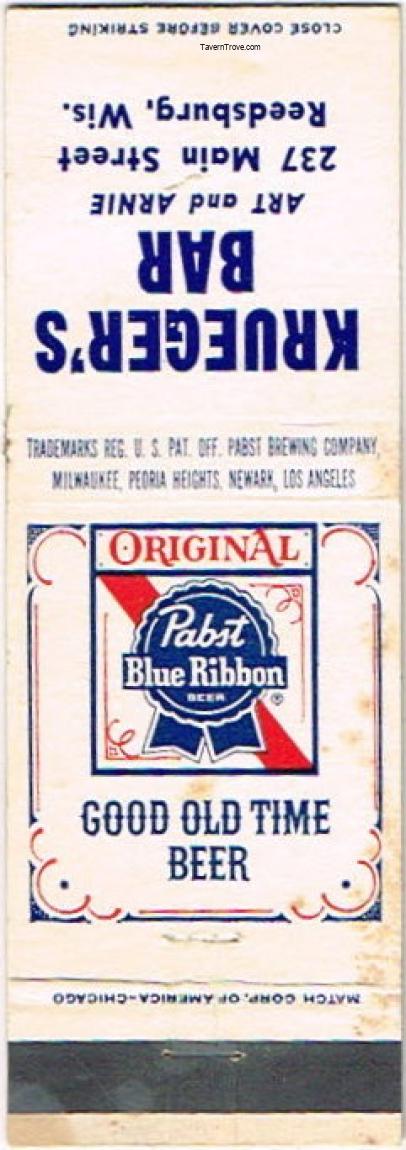 CLOSE COVER BEFORE STRIKING
TavernTrove.com
KRUEGER'S
BAR
ART and ARNIE
237 Main Street
Reedsburg, Wis.
TRADEMARKS REG. U. S. PAT. OFF. PABST BREWING COMPANY,
MILWAUKEE, PEORIA HEIGHTS, NEWARK, LOS ANGELES
ORIGINAL
Pabst
Blue Ribbon
BEER
®
GOOD OLD TIME
BEER
MATCH CORP. OF AMERICA-CHICAGO